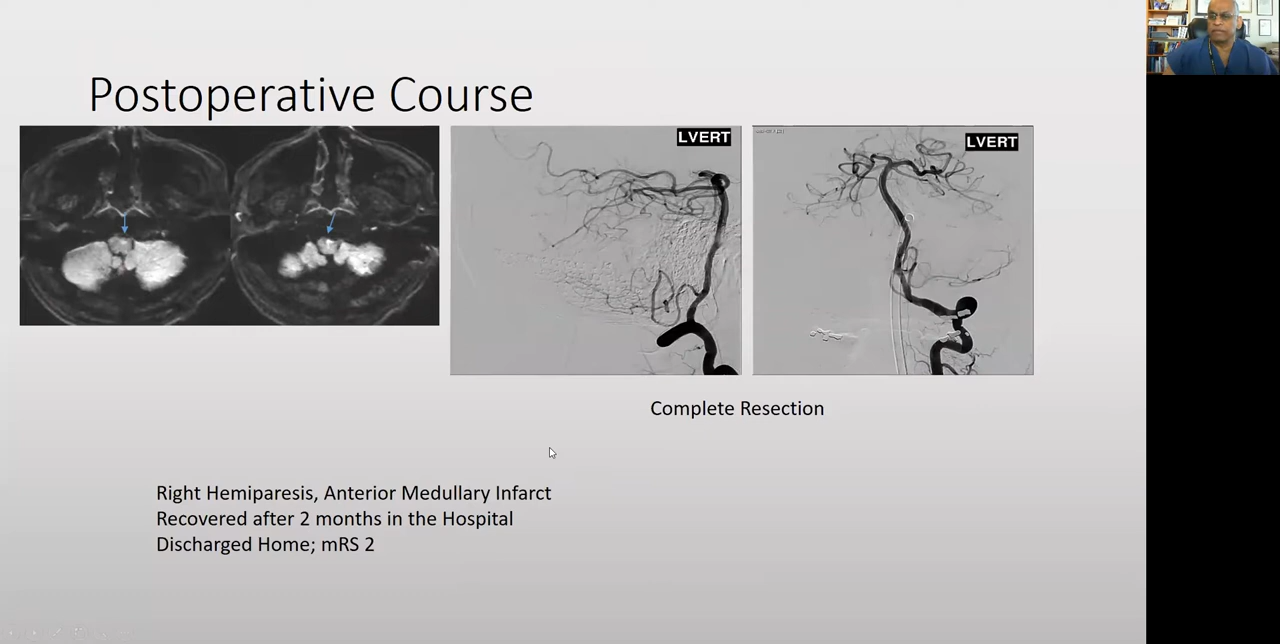 Postoperative Course
LVERT
LVERT
Complete Resection
Right Hemiparesis, Anterior Medullary Infarct
Recovered after 2 months in the Hospital
Discharged Home; mRS 2